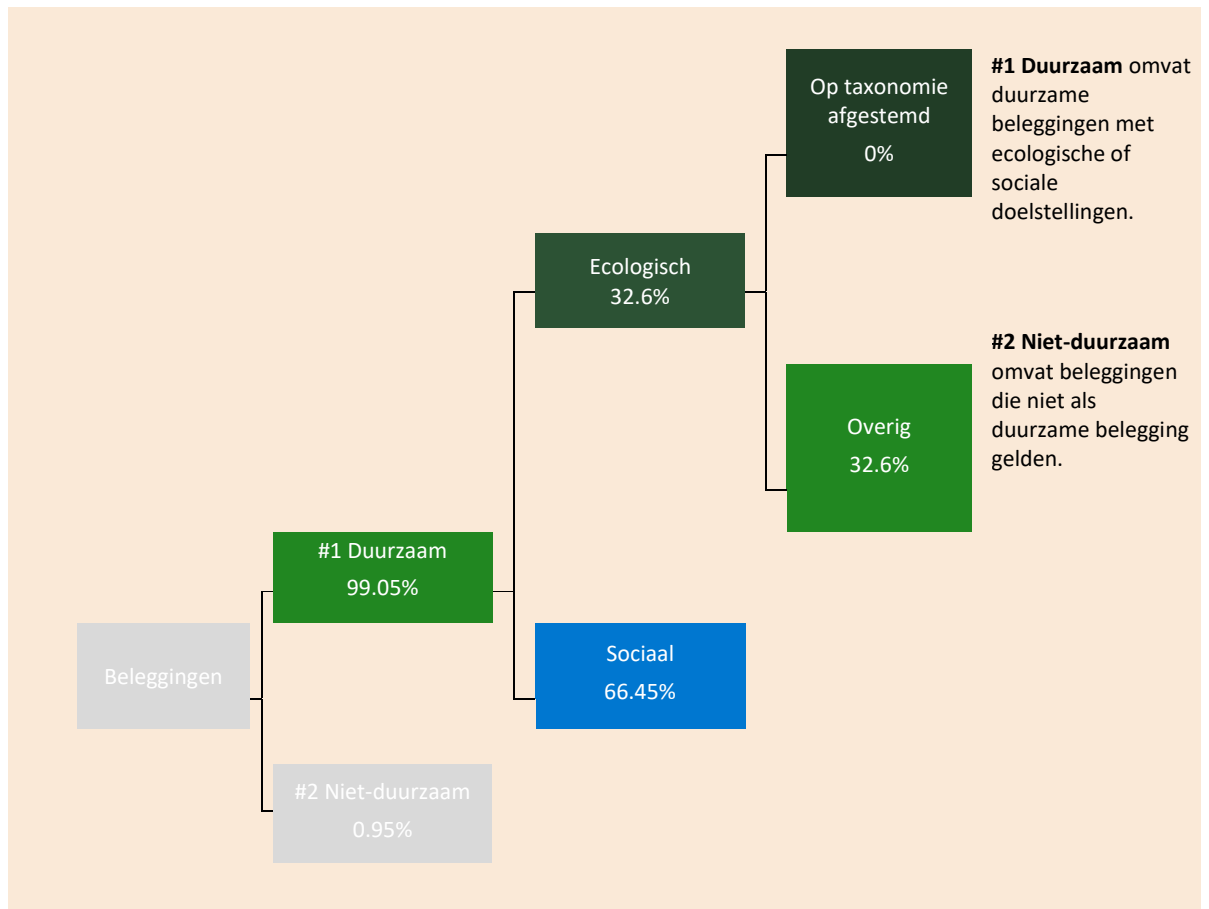 Op taxonomie
afgestemd
0%
#1 Duurzaam omvat
duurzame
beleggingen met
ecologische of
sociale
doelstellingen.
Ecologisch
32.6%
#2 Niet-duurzaam
omvat beleggingen
die niet als
duurzame belegging
gelden.
Overig
32.6%
#1 Duurzaam
99.05%
Beleggingen
Sociaal
66.45%
#2 Niet-duurzaam
0.95%